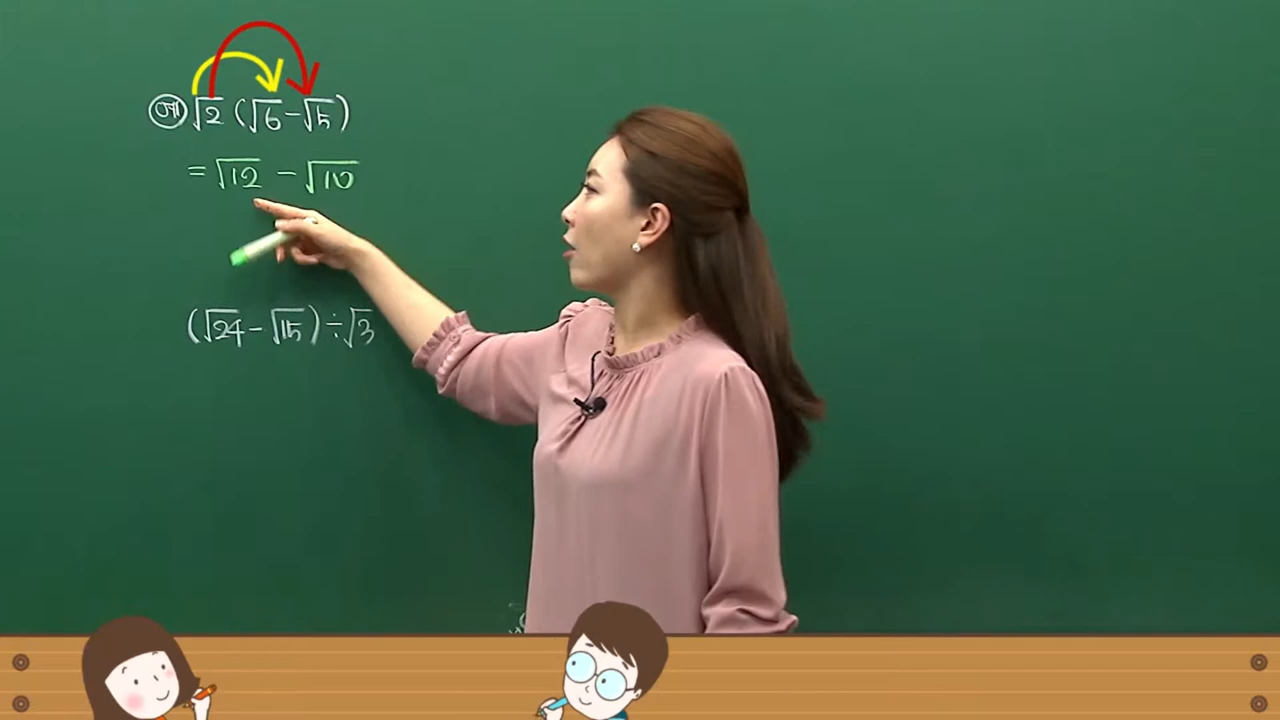 예 √2 (√6 - √5)
= √12 - √10
(√24 - √15) ÷ √3